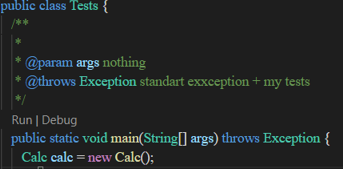 public class Tests {
/**
*
* @param args nothing
* @throws Exception standart exxception + my tests
*/
Run | Debug
public static void main(String[] args) throws Exception {
Calc calc = new Calc();